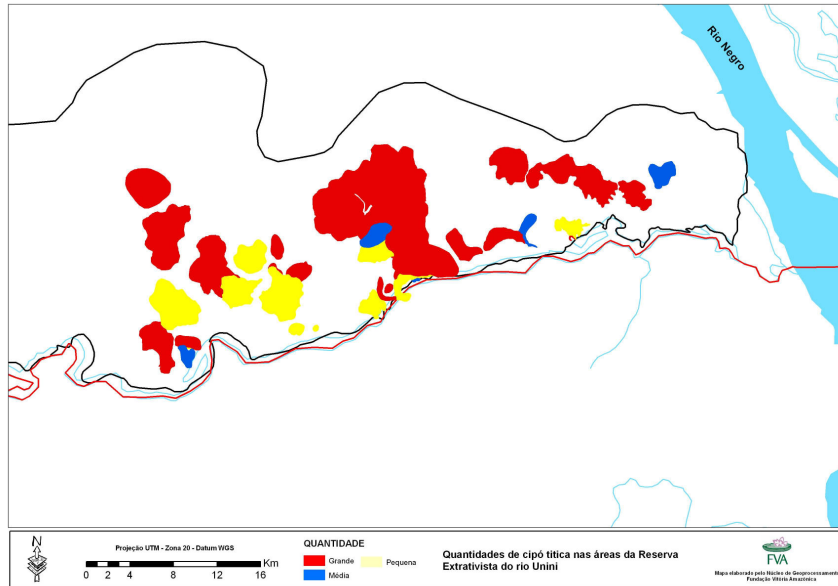 Rio Negro
N
Projeção UTM - Zona 20 - Datum WGS
Km
0 2 4 8 12 16
QUANTIDADE
Grande
Pequena
Média
Quantidades de cipó titica nas áreas da Reserva
Extrativista do rio Unini
FVA
Mapa elaborado pelo Núcleo de Geoprocessamento
Fundação Vitória Amazônica